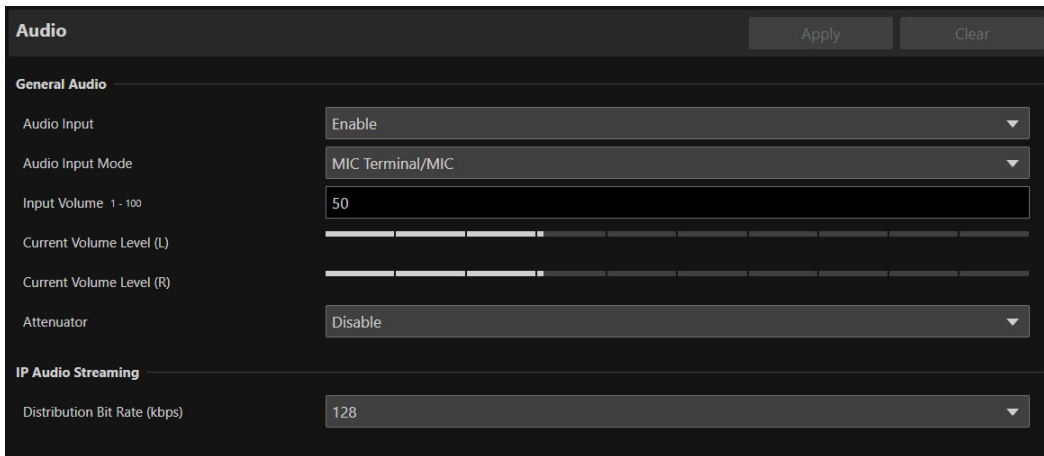 Audio Apply Clear
General Audio
Audio Input Enable
Audio Input Mode MIC Terminal/MIC
Input Volume 1 - 100 50
Current Volume Level (L)
Current Volume Level (R)
Attenuator Disable
IP Audio Streaming
Distribution Bit Rate (kbps) 128